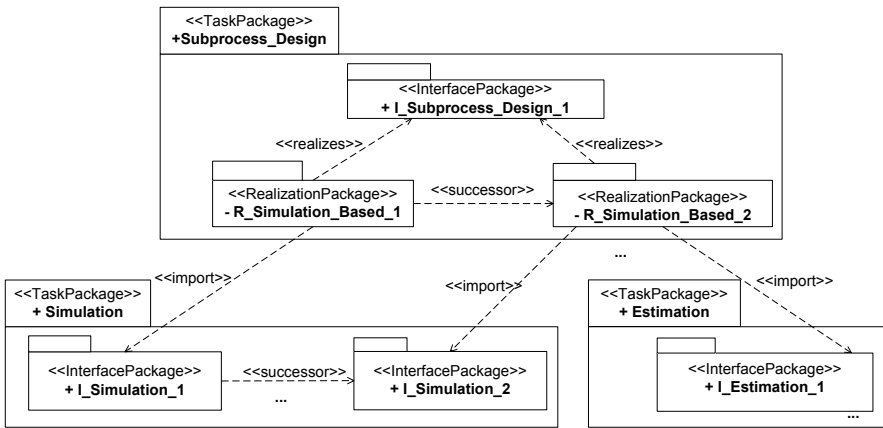 <<TaskPackage>>
+Subprocess_Design
<<InterfacePackage>>
+ I_Subprocess_Design_1
<<realizes>>
<<realizes>>
<<RealizationPackage>>
- R_Simulation_Based_1
<<successor>>
<<RealizationPackage>>
- R_Simulation_Based_2
...
<<import>>
<<import>>
<<import>>
<<TaskPackage>>
+ Simulation
<<TaskPackage>>
+ Estimation
<<InterfacePackage>>
+ I_Simulation_1
<<successor>>
...
<<InterfacePackage>>
+ I_Simulation_2
<<InterfacePackage>>
+ I_Estimation_1
...